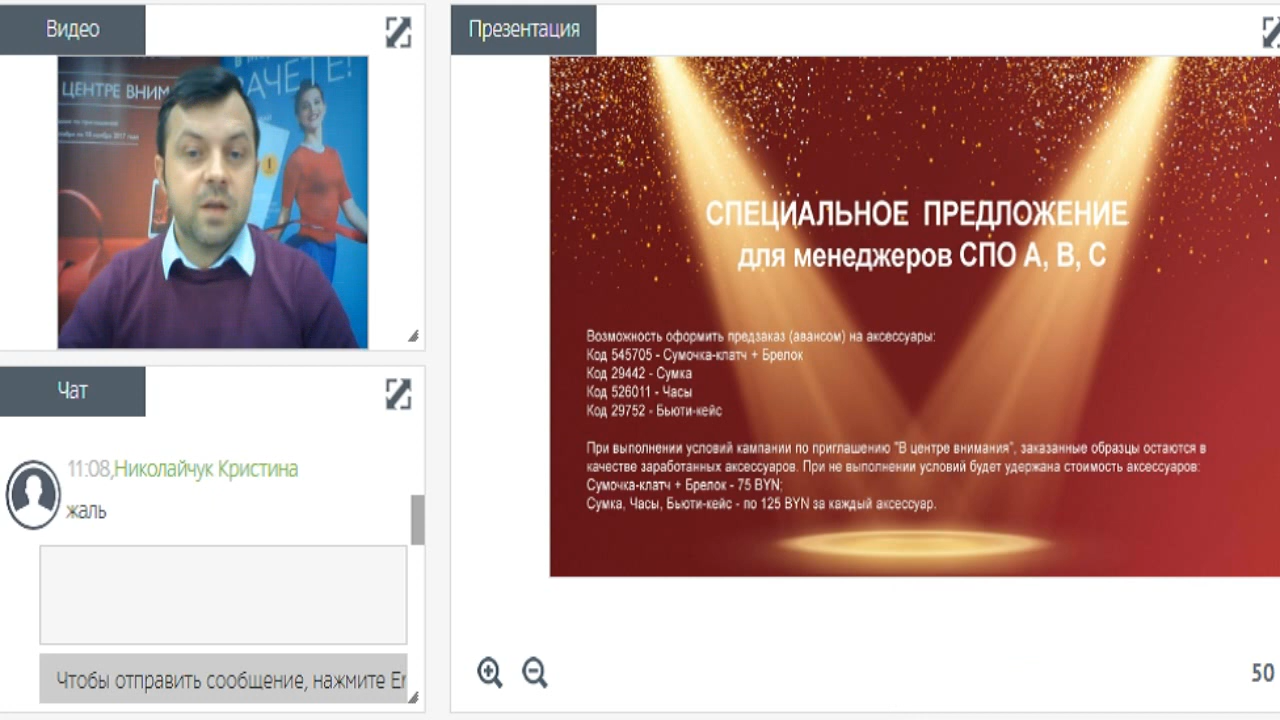 Видео
В
АЧЕТЕ!
ЦЕНТРЕ ВНИМ
Чат
11:08,Николайчук Кристина
жаль
Чтобы отправить сообщение, нажмите En
Презентация
СПЕЦИАЛЬНОЕ ПРЕДЛОЖЕНИЕ
для менеджеров СПО А, В, С
Возможность оформить предзаказ (авансом) на аксессуары:
Код 545705 - Сумочка-клатч + Брелок
Код 29442 - Сумка
Код 526011 - Часы
Код 29752 - Бьюти-кейс
При выполнении условий кампании по приглашению "В центре внимания", заказанные образцы остаются в
качестве заработанных аксессуаров. При не выполнении условий будет удержана стоимость аксессуаров:
Сумочка-клатч + Брелок - 75 BYN;
Сумка, Часы, Бьюти-кейс - по 125 BYN за каждый аксессуар.
50